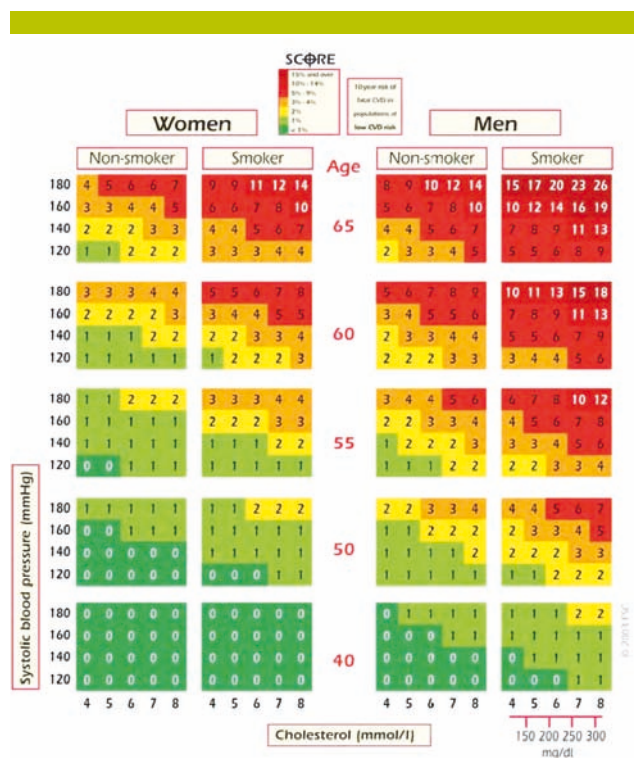 SCORE
15% and over
10% - 14%
5% - 9%
3% - 4%
2%
1%
< 1%
10 year risk of
fatal CVD in
populations of
low CVD risk
Women
Men
Non-smoker Smoker Age Non-smoker Smoker
180 4 5 6 6 7 9 9 11 12 14 8 9 10 12 14 15 17 20 23 26
160 3 3 4 4 5 6 6 7 8 10 5 6 7 8 10 10 12 14 16 19
140 2 2 2 3 3 4 4 5 6 7 4 4 5 6 7 7 8 9 11 13
120 1 1 2 2 2 3 3 3 4 4 2 3 3 4 5 5 5 6 8 9
65
180 3 3 3 4 4 5 5 6 7 8 5 6 7 8 9 10 11 13 15 18
160 2 2 2 2 3 3 4 4 5 5 3 4 5 5 6 7 8 9 11 13
140 1 1 1 2 2 2 2 3 3 4 2 3 3 4 4 5 5 6 7 9
120 1 1 1 1 1 1 2 2 2 3 2 2 2 3 3 3 4 4 5 6
60
180 1 1 2 2 2 3 3 3 4 4 3 4 4 5 6 6 7 8 10 12
160 1 1 1 1 1 2 2 2 3 3 2 2 3 3 4 4 5 6 7 8
140 1 1 1 1 1 1 1 1 2 2 1 2 2 2 3 3 3 4 5 6
120 0 0 1 1 1 1 1 1 1 1 1 1 1 2 2 2 2 3 3 4
55
180 1 1 1 1 1 1 1 2 2 2 2 2 3 3 4 4 4 5 6 7
160 0 0 1 1 1 1 1 1 1 1 1 1 2 2 2 2 3 3 4 5
140 0 0 0 0 0 1 1 1 1 1 1 1 1 1 2 2 2 2 3 3
120 0 0 0 0 0 0 0 0 1 1 1 1 1 1 1 1 1 2 2 2
50
180 0 0 0 0 0 0 0 0 0 0 0 1 1 1 1 1 1 1 2 2
160 0 0 0 0 0 0 0 0 0 0 0 0 0 1 1 1 1 1 1 1
140 0 0 0 0 0 0 0 0 0 0 0 0 0 0 0 0 1 1 1 1
120 0 0 0 0 0 0 0 0 0 0 0 0 0 0 0 0 0 0 1 1
40
4 5 6 7 8 4 5 6 7 8 4 5 6 7 8 4 5 6 7 8
Systolic blood pressure (mmHg)
Cholesterol (mmol/l)
150 200 250 300
mg/dl